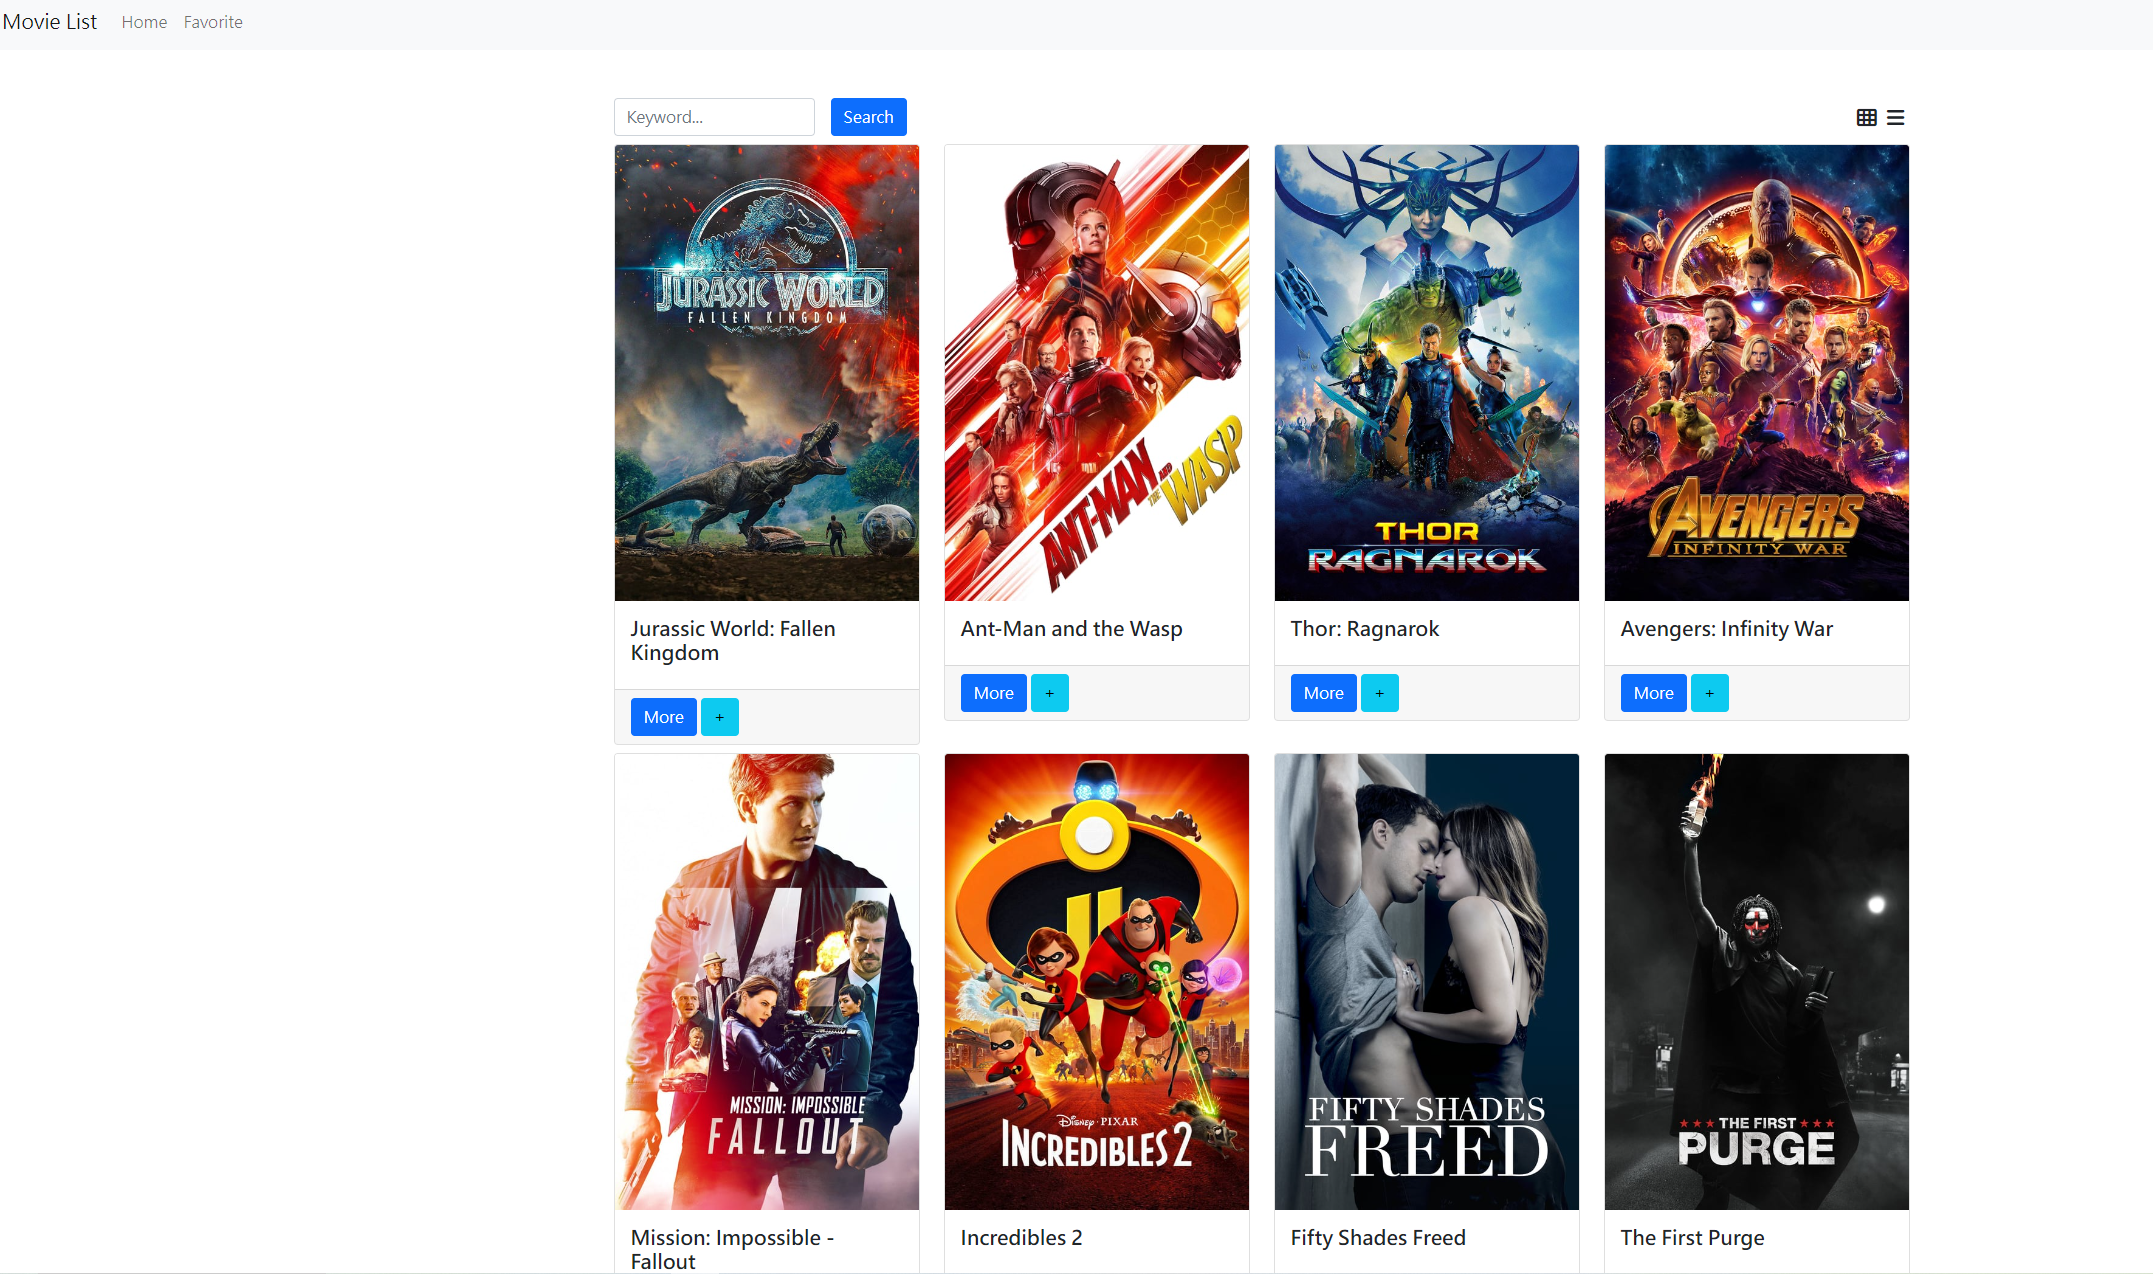 Movie List Home Favorite
Keyword... Search
JURASSIC WORLD
FALLEN KINGDOM
ANT-MAN AND THE WASP
THOR
RAGNAROK
AVENGERS
INFINITY WAR
Jurassic World: Fallen
Kingdom
Ant-Man and the Wasp
Thor: Ragnarok
Avengers: Infinity War
More +
More +
More +
More +
MISSION: IMPOSSIBLE
FALLOUT
DISNEY · PIXAR
INCREDIBLES 2
FIFTY SHADES
FREED
THE FIRST
PURGE
Mission: Impossible -
Fallout
Incredibles 2
Fifty Shades Freed
The First Purge